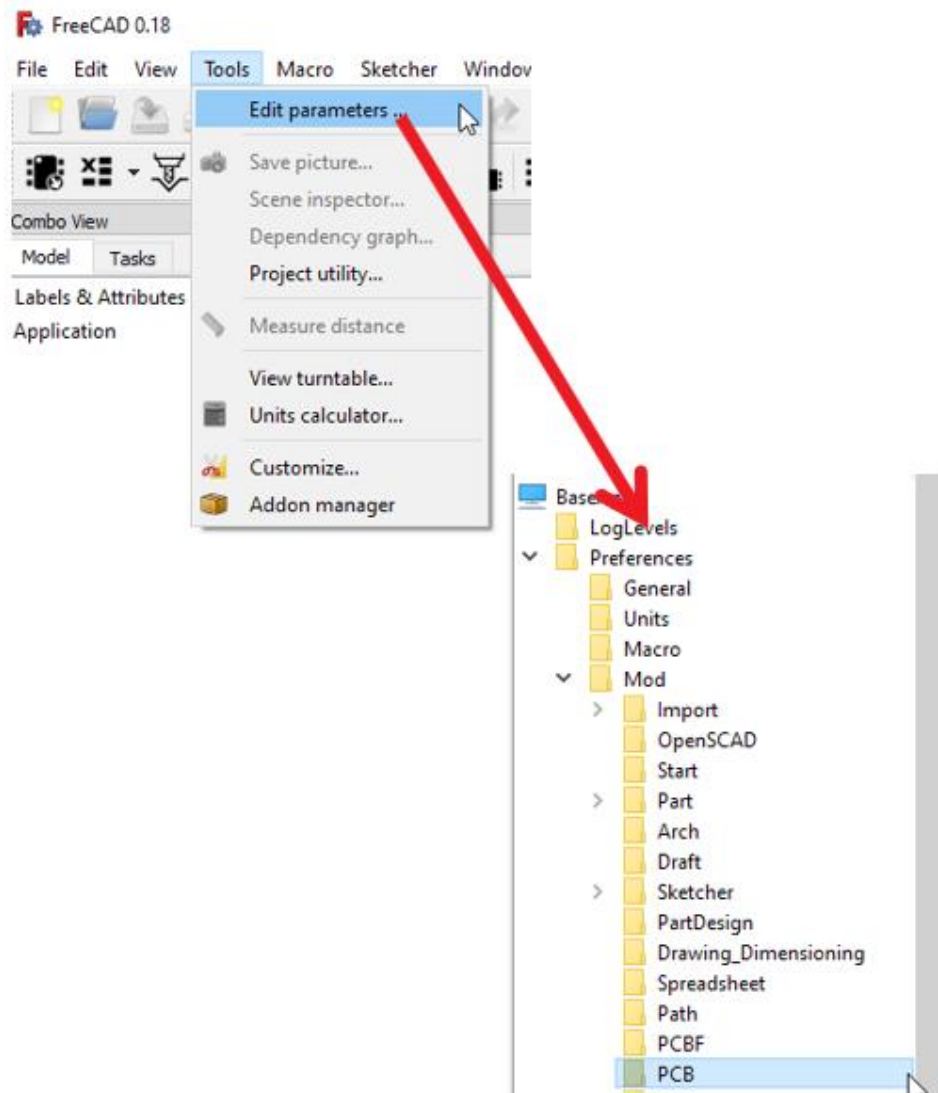 FreeCAD 0.18
File Edit View Tools Macro Sketcher Window
Edit parameters ...
Save picture...
Scene inspector...
Dependency graph...
Project utility...
Measure distance
View turntable...
Units calculator...
Customize...
Addon manager
Combo View
Model Tasks
Labels & Attributes
Application
LogLevels
Preferences
General
Units
Macro
Mod
Import
OpenSCAD
Start
Part
Arch
Draft
Sketcher
PartDesign
Drawing_Dimensioning
Spreadsheet
Path
PCBF
PCB